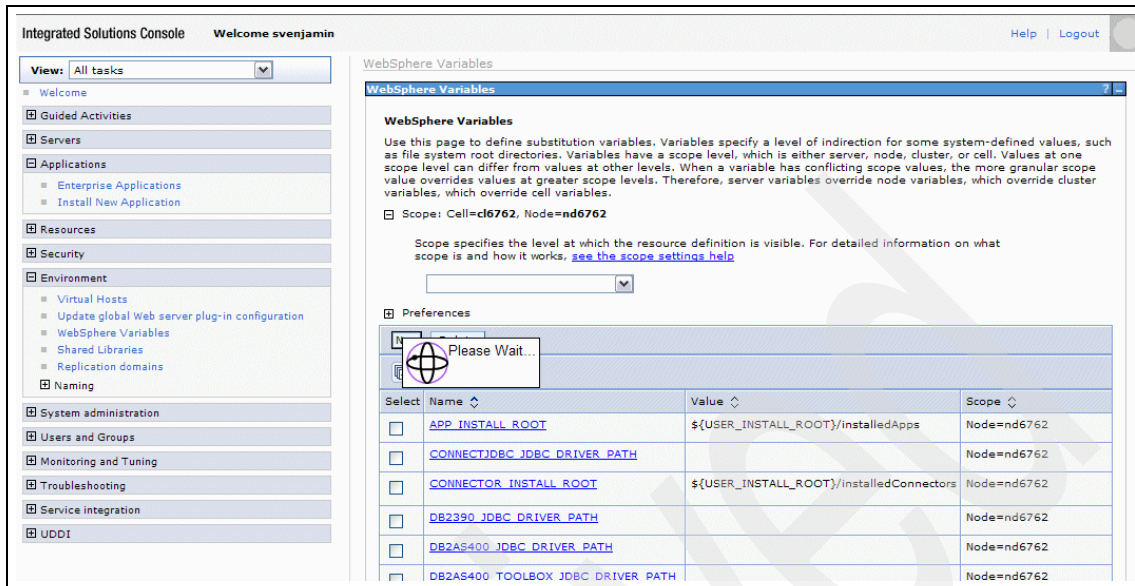 Integrated Solutions Console Welcome svenjamin Help | Logout
View: All tasks
Welcome
Guided Activities
Servers
Applications
Enterprise Applications
Install New Application
Resources
Security
Environment
Virtual Hosts
Update global Web server plug-in configuration
WebSphere Variables
Shared Libraries
Replication domains
Naming
System administration
Users and Groups
Monitoring and Tuning
Troubleshooting
Service integration
UDDI
WebSphere Variables
WebSphere Variables ? -
WebSphere Variables
Use this page to define substitution variables. Variables specify a level of indirection for some system-defined values, such
as file system root directories. Variables have a scope level, which is either server, node, cluster, or cell. Values at one
scope level can differ from values at other levels. When a variable has conflicting scope values, the more granular scope
value overrides values at greater scope levels. Therefore, server variables override node variables, which override cluster
variables, which override cell variables.
Scope: Cell=cl6762, Node=nd6762
Scope specifies the level at which the resource definition is visible. For detailed information on what
scope is and how it works, see the scope settings help
Preferences
Please Wait...
Select Name Value Scope
APP_INSTALL_ROOT ${USER_INSTALL_ROOT}/installedApps Node=nd6762
CONNECTJDBC_JDBC_DRIVER_PATH Node=nd6762
CONNECTOR_INSTALL_ROOT ${USER_INSTALL_ROOT}/installedConnectors Node=nd6762
DB2390_JDBC_DRIVER_PATH Node=nd6762
DB2AS400_JDBC_DRIVER_PATH Node=nd6762
DB2AS400_TOOLBOX_JDBC_DRIVER_PATH Node=nd6762